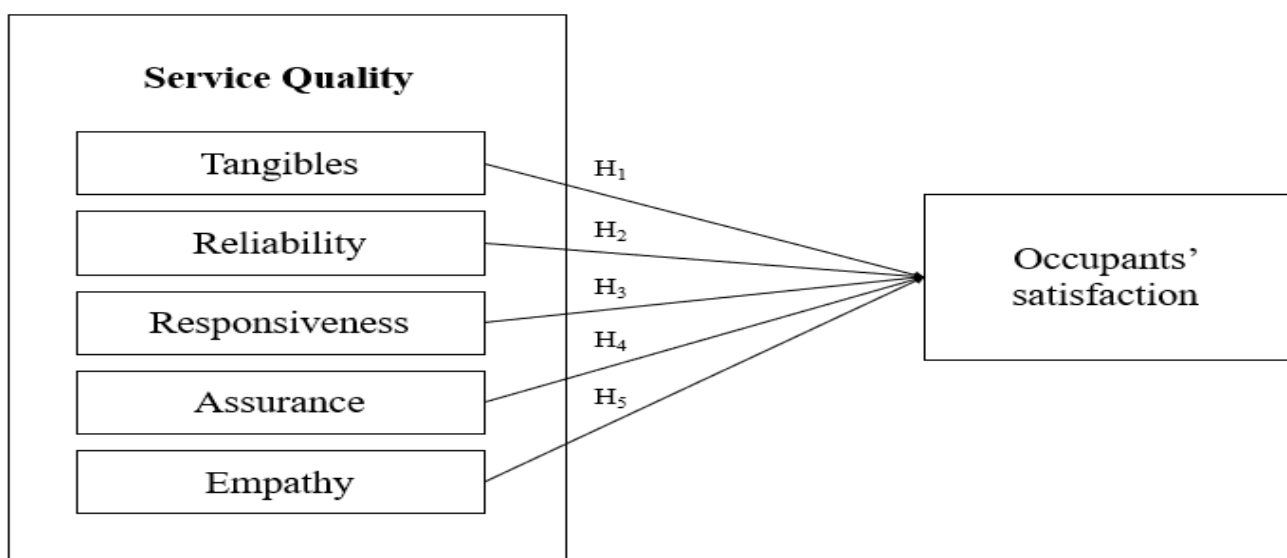 Service Quality
Tangibles
Reliability
Responsiveness
Assurance
Empathy
H₁
H₂
H₃
H₄
H₅
Occupants’
satisfaction